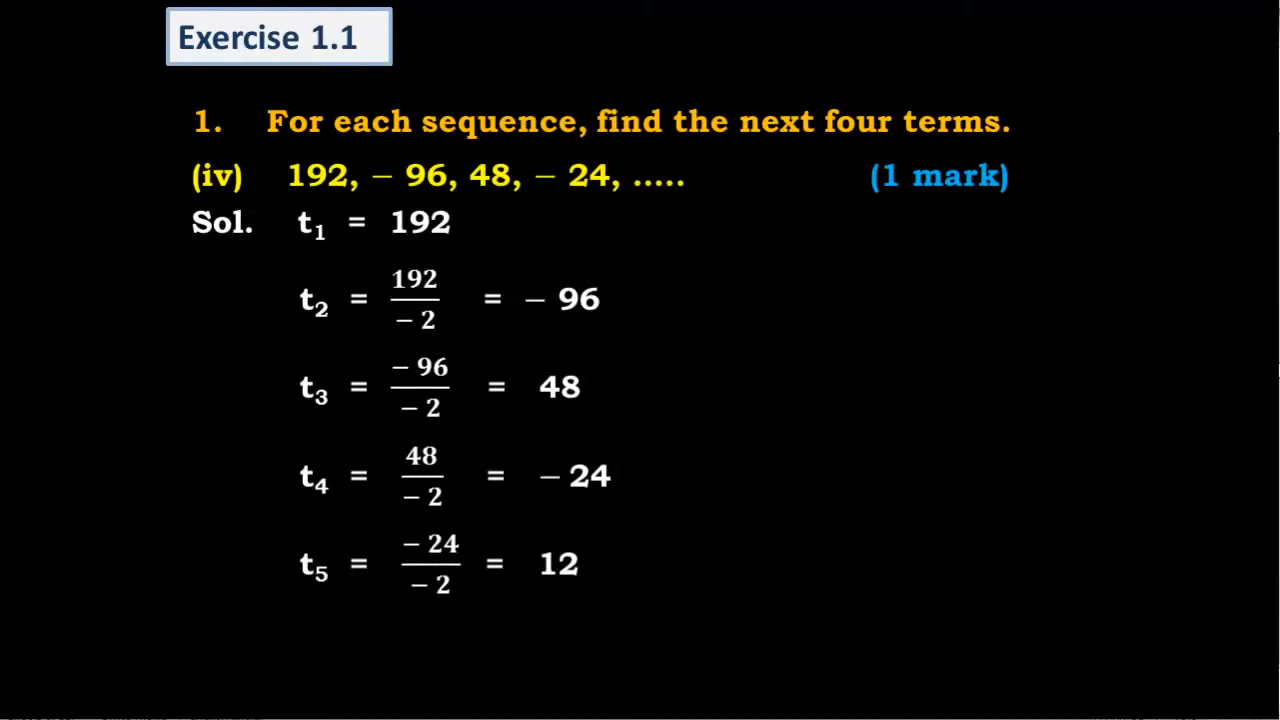 Exercise 1.1
1. For each sequence, find the next four terms.
(iv) 192, – 96, 48, – 24, ..... (1 mark)
Sol. t₁ = 192
t₂ = 192/– 2 = – 96
t₃ = – 96/– 2 = 48
t₄ = 48/– 2 = – 24
t₅ = – 24/– 2 = 12